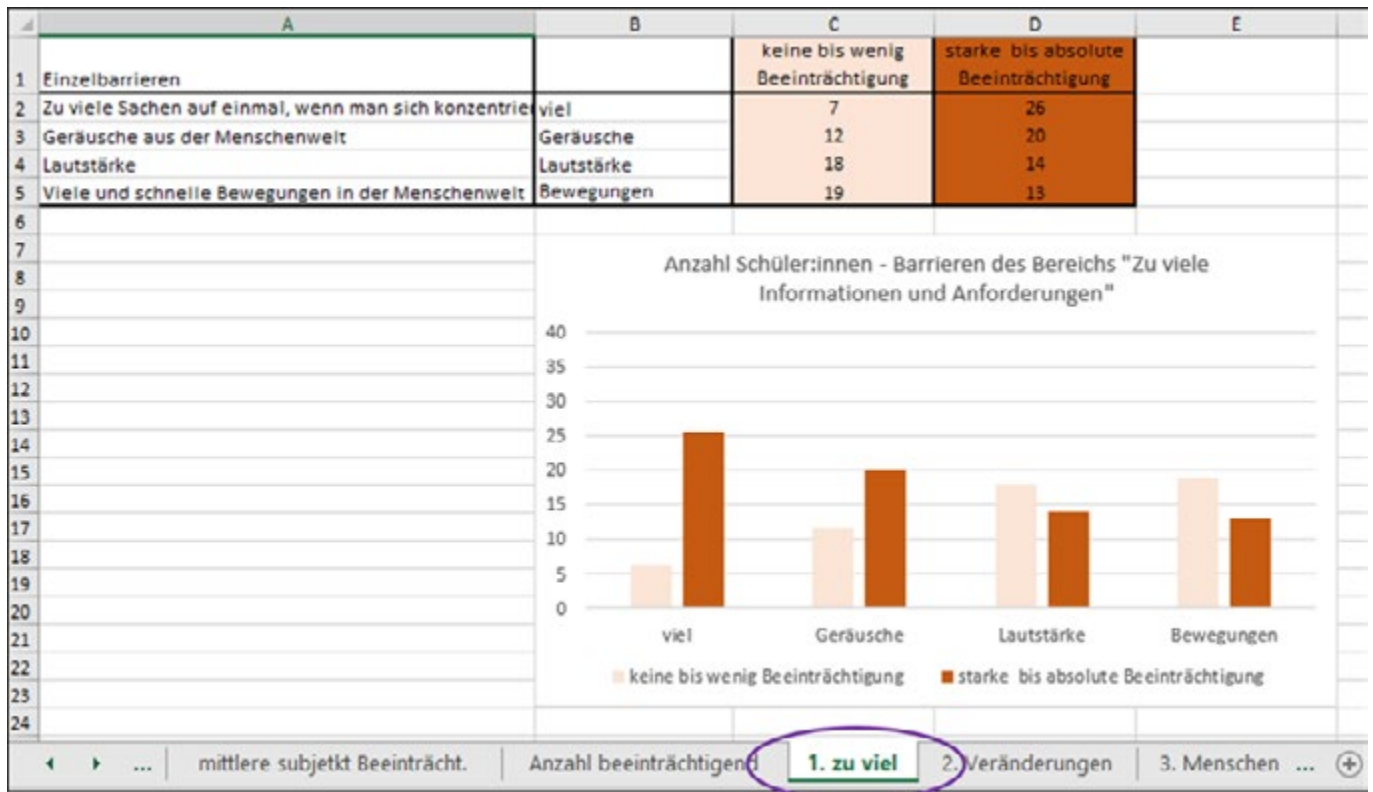 A B C D E
1 Einzelbarrieren keine bis wenig Beeinträchtigung starke bis absolute Beeinträchtigung
2 Zu viele Sachen auf einmal, wenn man sich konzentrie viel 7 26
3 Geräusche aus der Menschenwelt Geräusche 12 20
4 Lautstärke Lautstärke 18 14
5 Viele und schnelle Bewegungen in der Menschenwelt Bewegungen 19 13
6
7
8
9
10
11
12
13
14
15
16
17
18
19
20
21
22
23
24
Anzahl Schüler:innen - Barrieren des Bereichs "Zu viele
Informationen und Anforderungen"
40
35
30
25
20
15
10
5
0
viel Geräusche Lautstärke Bewegungen
keine bis wenig Beeinträchtigung starke bis absolute Beeinträchtigung
... mittlere subjetkt Beeinträcht. Anzahl beeinträchtigend 1. zu viel 2. Veränderungen 3. Menschen ...